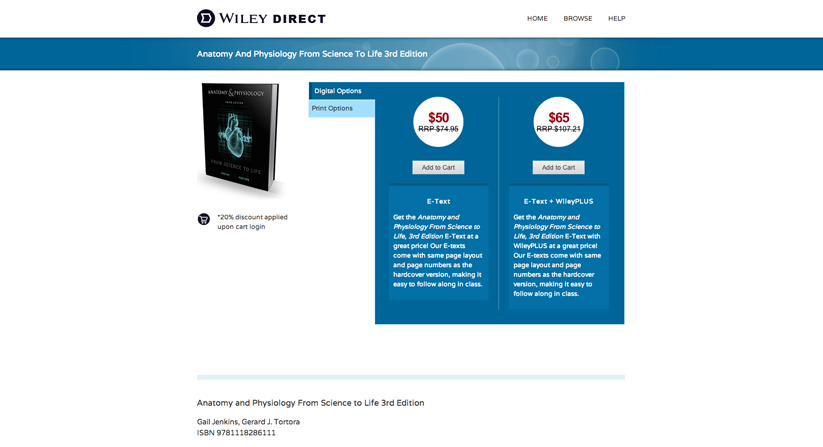 WILEY DIRECT
HOME BROWSE HELP
Anatomy And Physiology From Science To Life 3rd Edition
ANATOMY & PHYSIOLOGY
FROM SCIENCE TO LIFE
*20% discount applied
upon cart login
Digital Options
Print Options
$50
RRP $74.95
Add to Cart
E-Text
Get the Anatomy and
Physiology From Science to
Life, 3rd Edition E-Text at a
great price! Our E-texts
come with same page layout
and page numbers as the
hardcover version, making it
easy to follow along in class.
$65
RRP $107.21
Add to Cart
E-Text + WileyPLUS
Get the Anatomy and
Physiology From Science to
Life, 3rd Edition E-Text with
WileyPLUS at a great price!
Our E-texts come with same
page layout and page
numbers as the hardcover
version, making it easy to
follow along in class.
Anatomy and Physiology From Science to Life 3rd Edition
Gail Jenkins, Gerard J. Tortora
ISBN 9781118286111